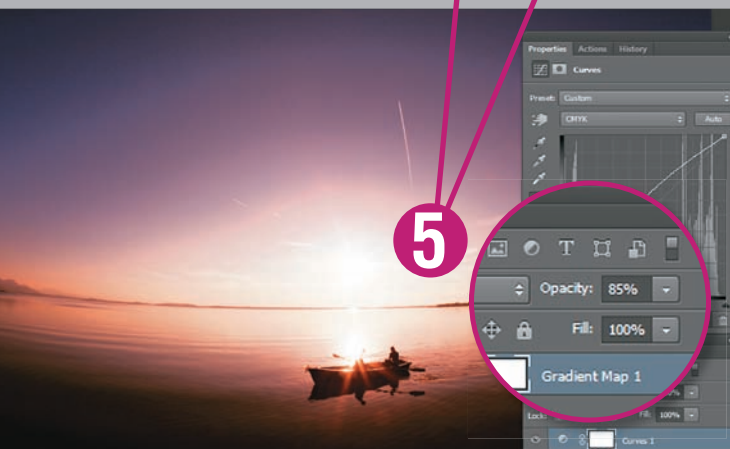 Properties Actions History
Curves
Preset: Custom
CMYK Auto
5
T
Opacity: 85%
Fill: 100%
Gradient Map 1
Lock:
Fill: 100%
Curves 1